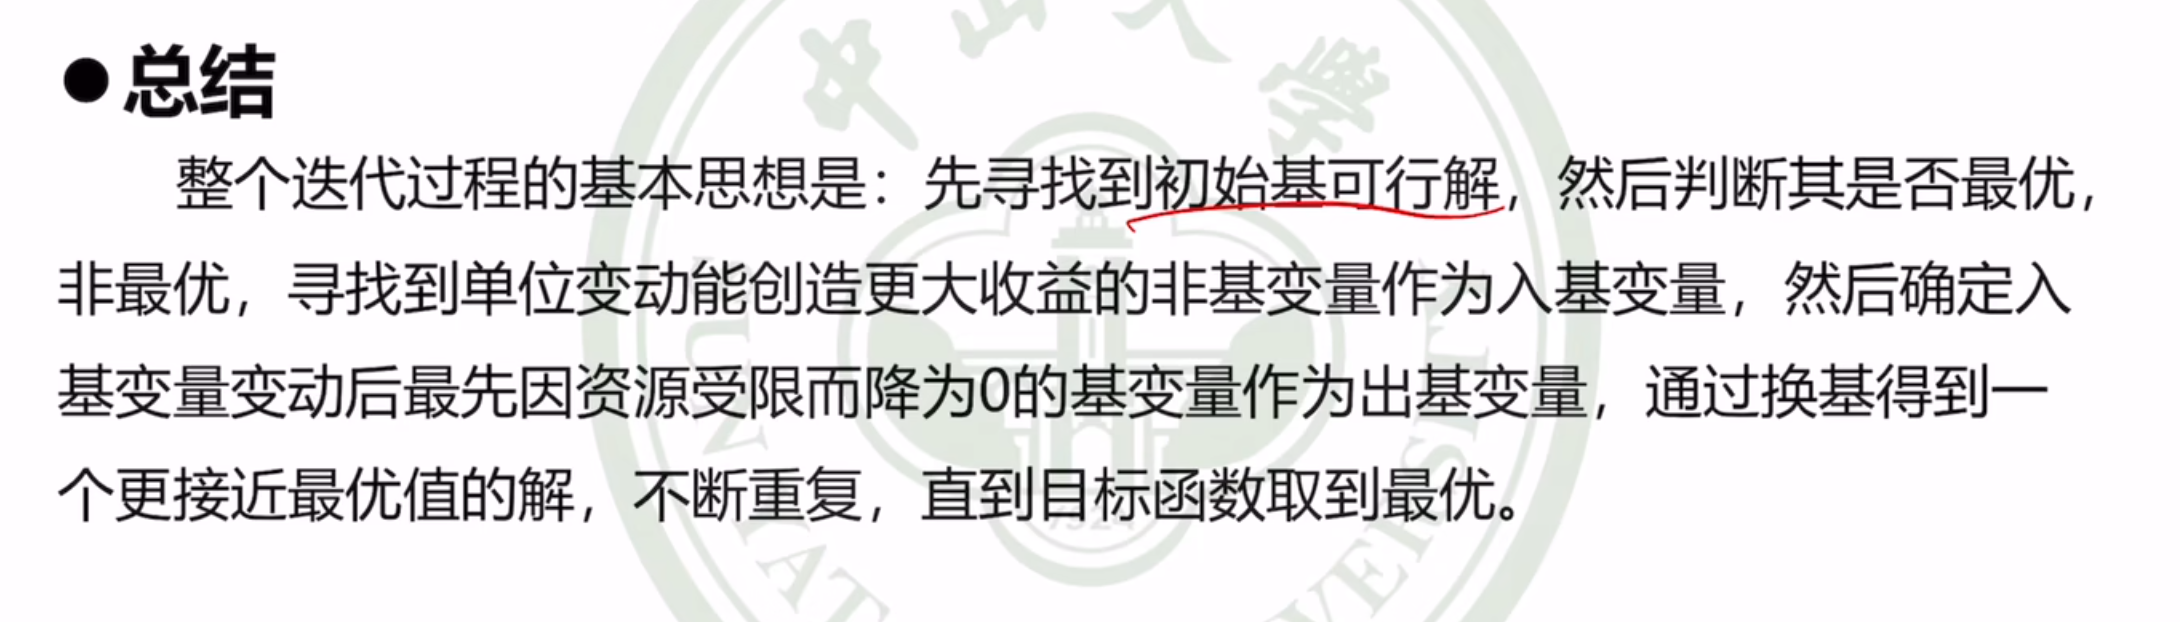 中山大学
●总结
整个迭代过程的基本思想是：先寻找到初始基可行解，然后判断其是否最优，
非最优，寻找到单位变动能创造更大收益的非基变量作为入基变量，然后确定入
基变量变动后最先因资源受限而降为0的基变量作为出基变量，通过换基得到一
个更接近最优值的解，不断重复，直到目标函数取到最优。
1924